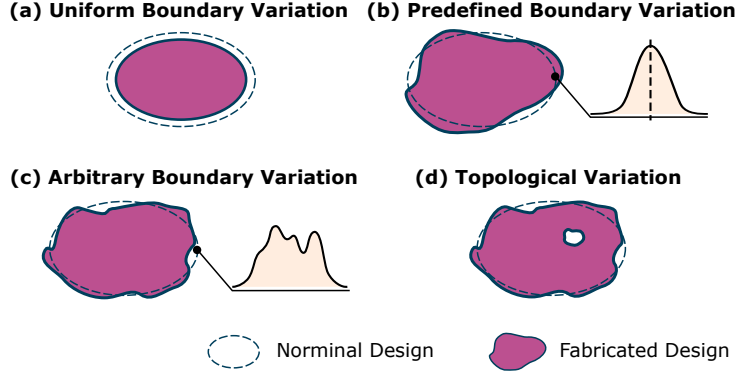 (a) Uniform Boundary Variation
(b) Predefined Boundary Variation
(c) Arbitrary Boundary Variation
(d) Topological Variation
Norminal Design
Fabricated Design